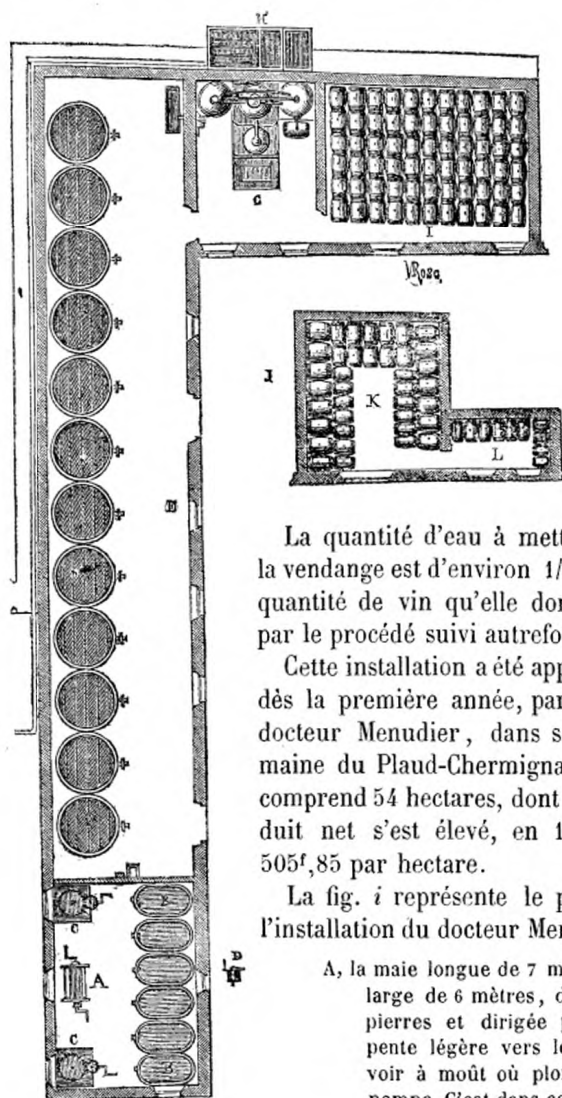 H
G
I
VRose
J
K
L
La quantité d'eau à mett
la vendange est d'environ 1/
quantité de vin qu'elle dor
par le procédé suivi autrefo
Cette installation a été app
dès la première année, par
docteur Menudier, dans s
maine du Plaud-Chermigna
comprend 54 hectares, dont
duit net s'est élevé, en 1
505f,85 par hectare.
La fig. i représente le p
l'installation du docteur Mer
A, la maie longue de 7 m
large de 6 mètres, d
pierres et dirigée p
pente légère vers le
voir à moût où plon
C
B
A
D
C
B